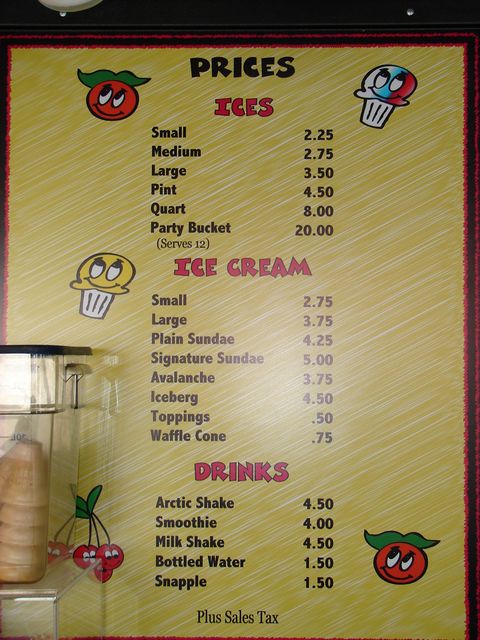 PRICES
ICES
Small 2.25
Medium 2.75
Large 3.50
Pint 4.50
Quart 8.00
Party Bucket 20.00
(Serves 12)
ICE CREAM
Small 2.75
Large 3.75
Plain Sundae 4.25
Signature Sundae 5.00
Avalanche 3.75
Iceberg 4.50
Toppings .50
Waffle Cone .75
DRINKS
Arctic Shake 4.50
Smoothie 4.00
Milk Shake 4.50
Bottled Water 1.50
Snapple 1.50
Plus Sales Tax